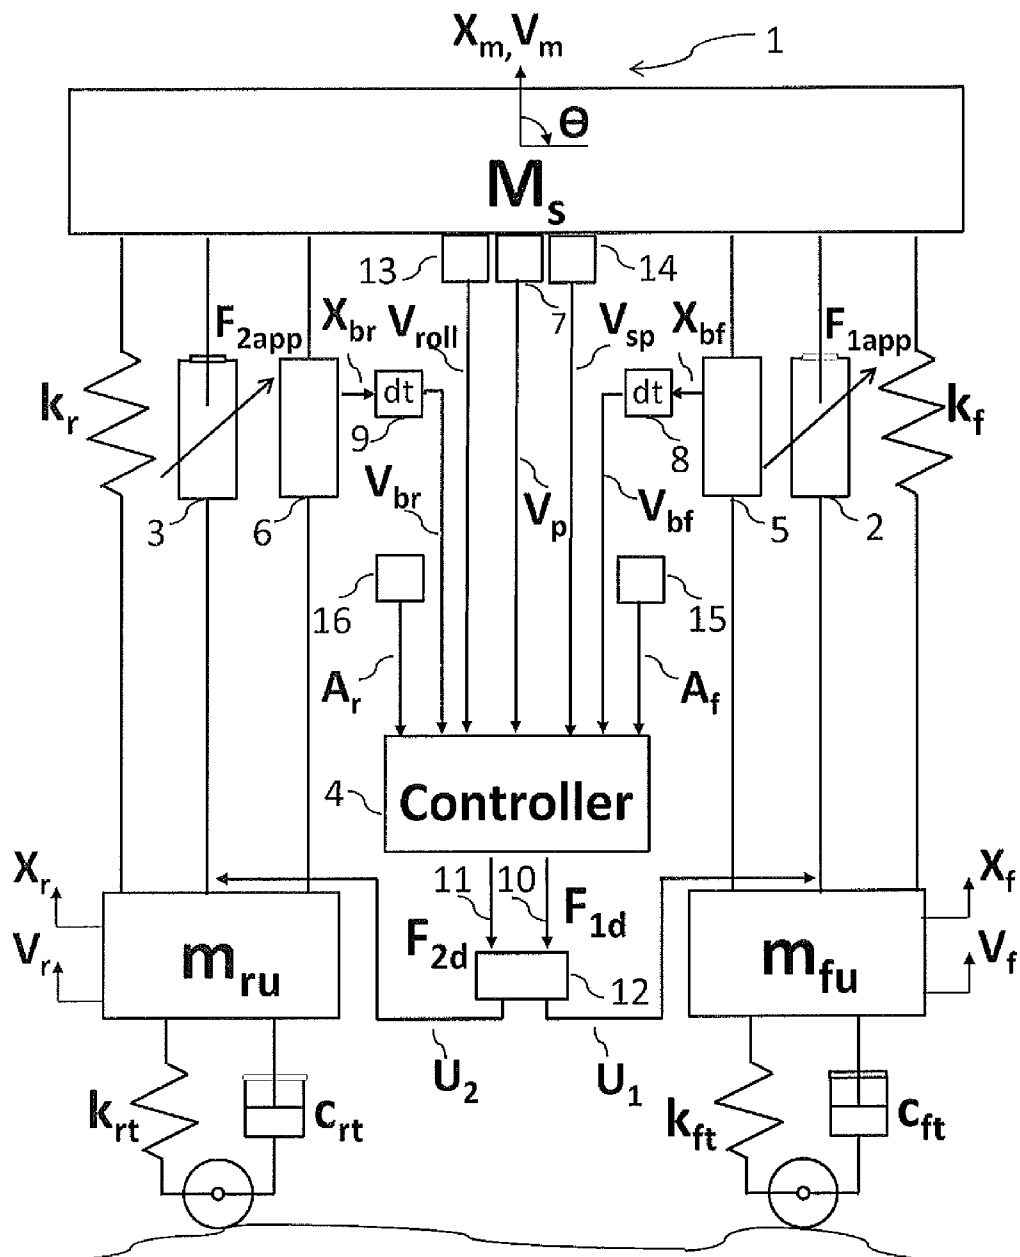 Xm, Vm
1
θ
Ms
13
7
14
F2app
Xbr
Vroll
Vsp
Xbf
F1app
kr
dt
dt
kf
9
8
Vbr
Vp
Vbf
3
6
5
2
16
15
Ar
Af
4
Controller
Xr
11
10
Xf
F2d
F1d
Vr
mru
12
mfu
Vf
U2
U1
krt
crt
kft
cft